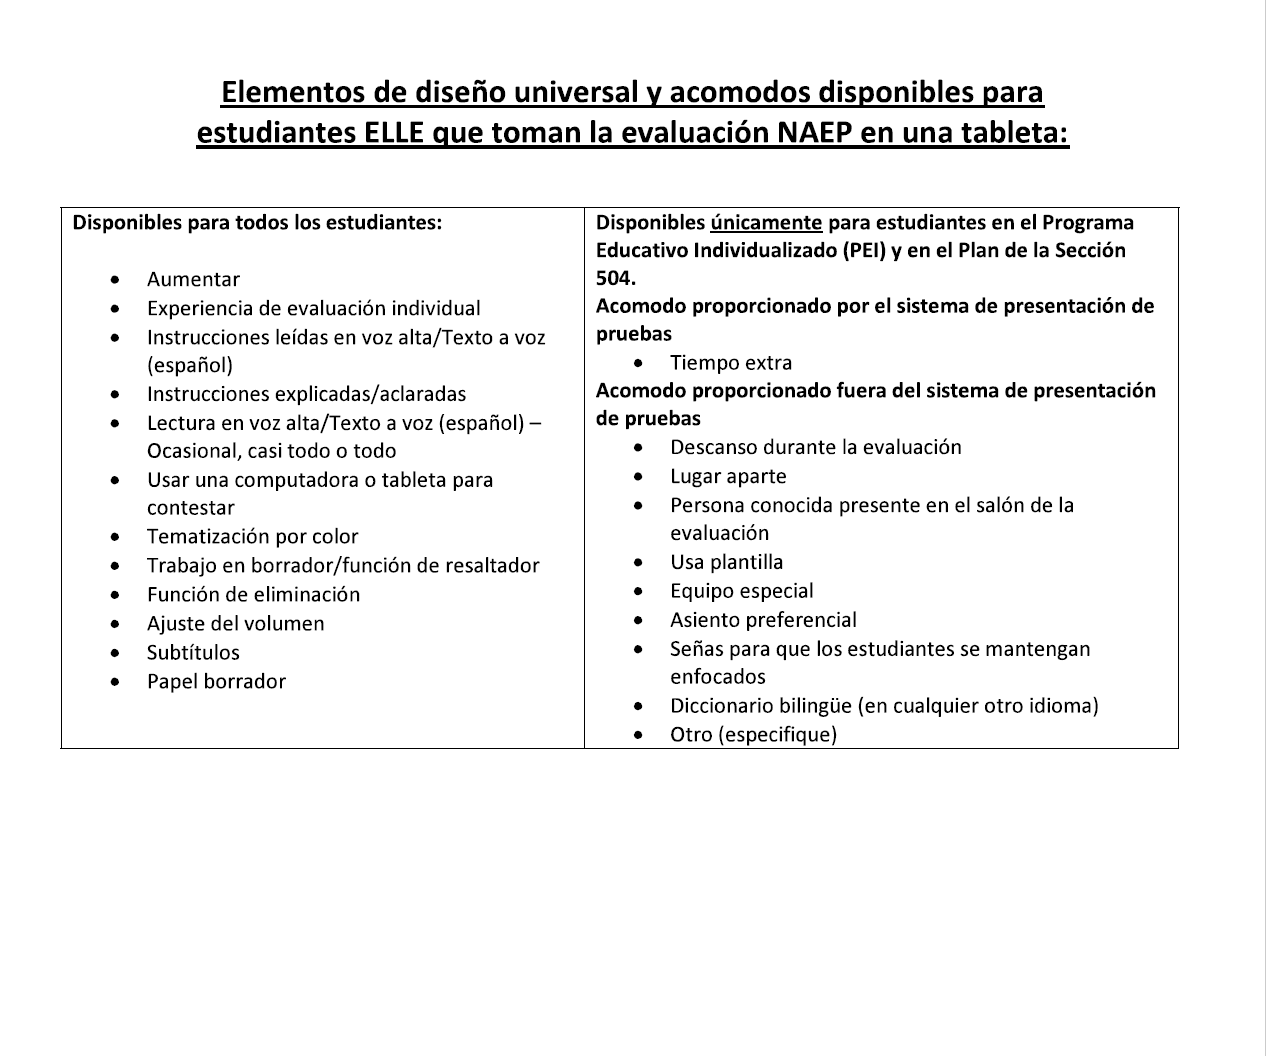 Elementos de diseño universal y acomodos disponibles para
estudiantes ELLE que toman la evaluación NAEP en una tableta:
Disponibles para todos los estudiantes:
• Aumentar
• Experiencia de evaluación individual
• Instrucciones leídas en voz alta/Texto a voz
(español)
• Instrucciones explicadas/aclaradas
• Lectura en voz alta/Texto a voz (español) –
Ocasional, casi todo o todo
• Usar una computadora o tableta para
contestar
• Tematización por color
• Trabajo en borrador/función de resaltador
• Función de eliminación
• Ajuste del volumen
• Subtítulos
• Papel borrador
Disponibles únicamente para estudiantes en el Programa
Educativo Individualizado (PEI) y en el Plan de la Sección
504.
Acomodo proporcionado por el sistema de presentación de
pruebas
• Tiempo extra
Acomodo proporcionado fuera del sistema de presentación
de pruebas
• Descanso durante la evaluación
• Lugar aparte
• Persona conocida presente en el salón de la
evaluación
• Usa plantilla
• Equipo especial
• Asiento preferencial
• Señas para que los estudiantes se mantengan
enfocados
• Diccionario bilingüe (en cualquier otro idioma)
• Otro (especifique)